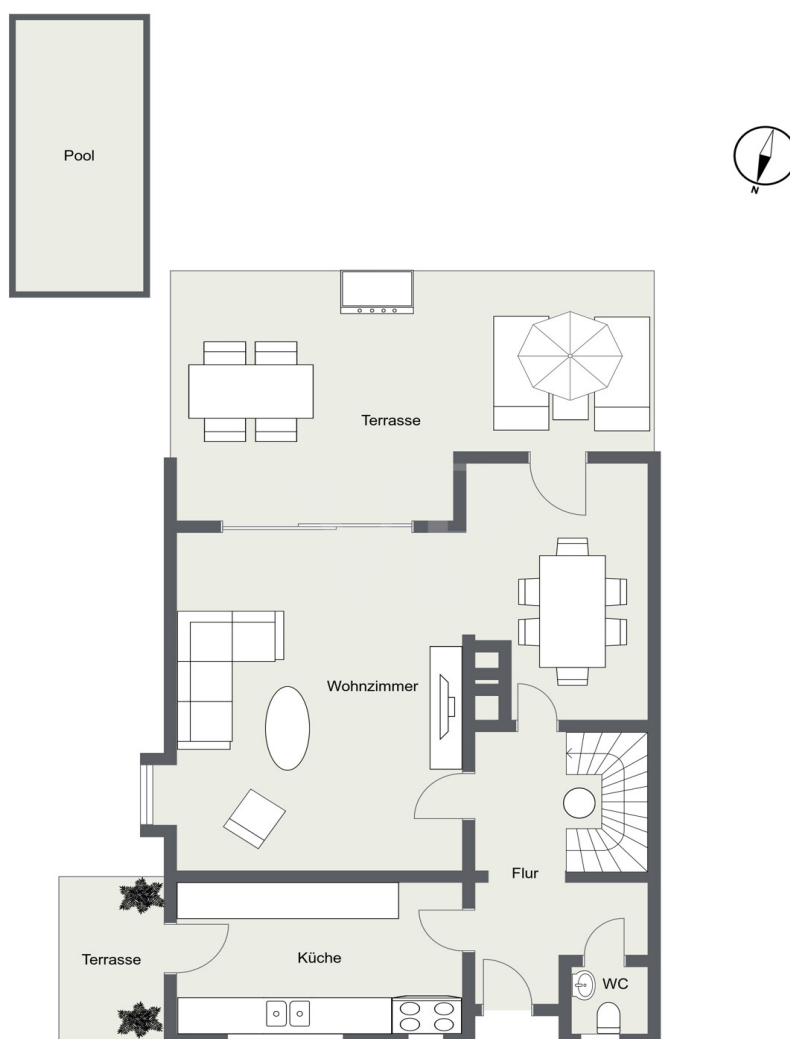 Pool
N
Terrasse
Wohnzimmer
Flur
Terrasse
Küche
WC